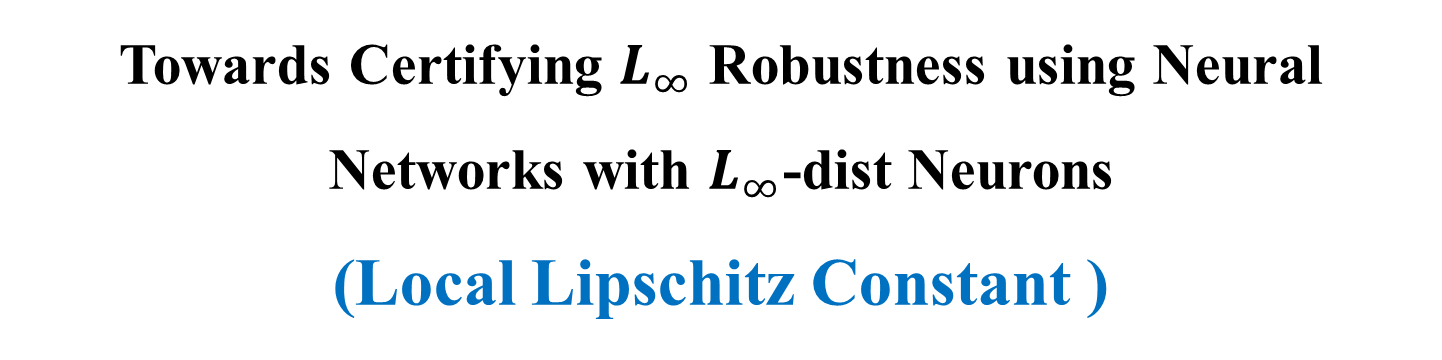 Towards Certifying L∞ Robustness using Neural
Networks with L∞-dist Neurons
(Local Lipschitz Constant )